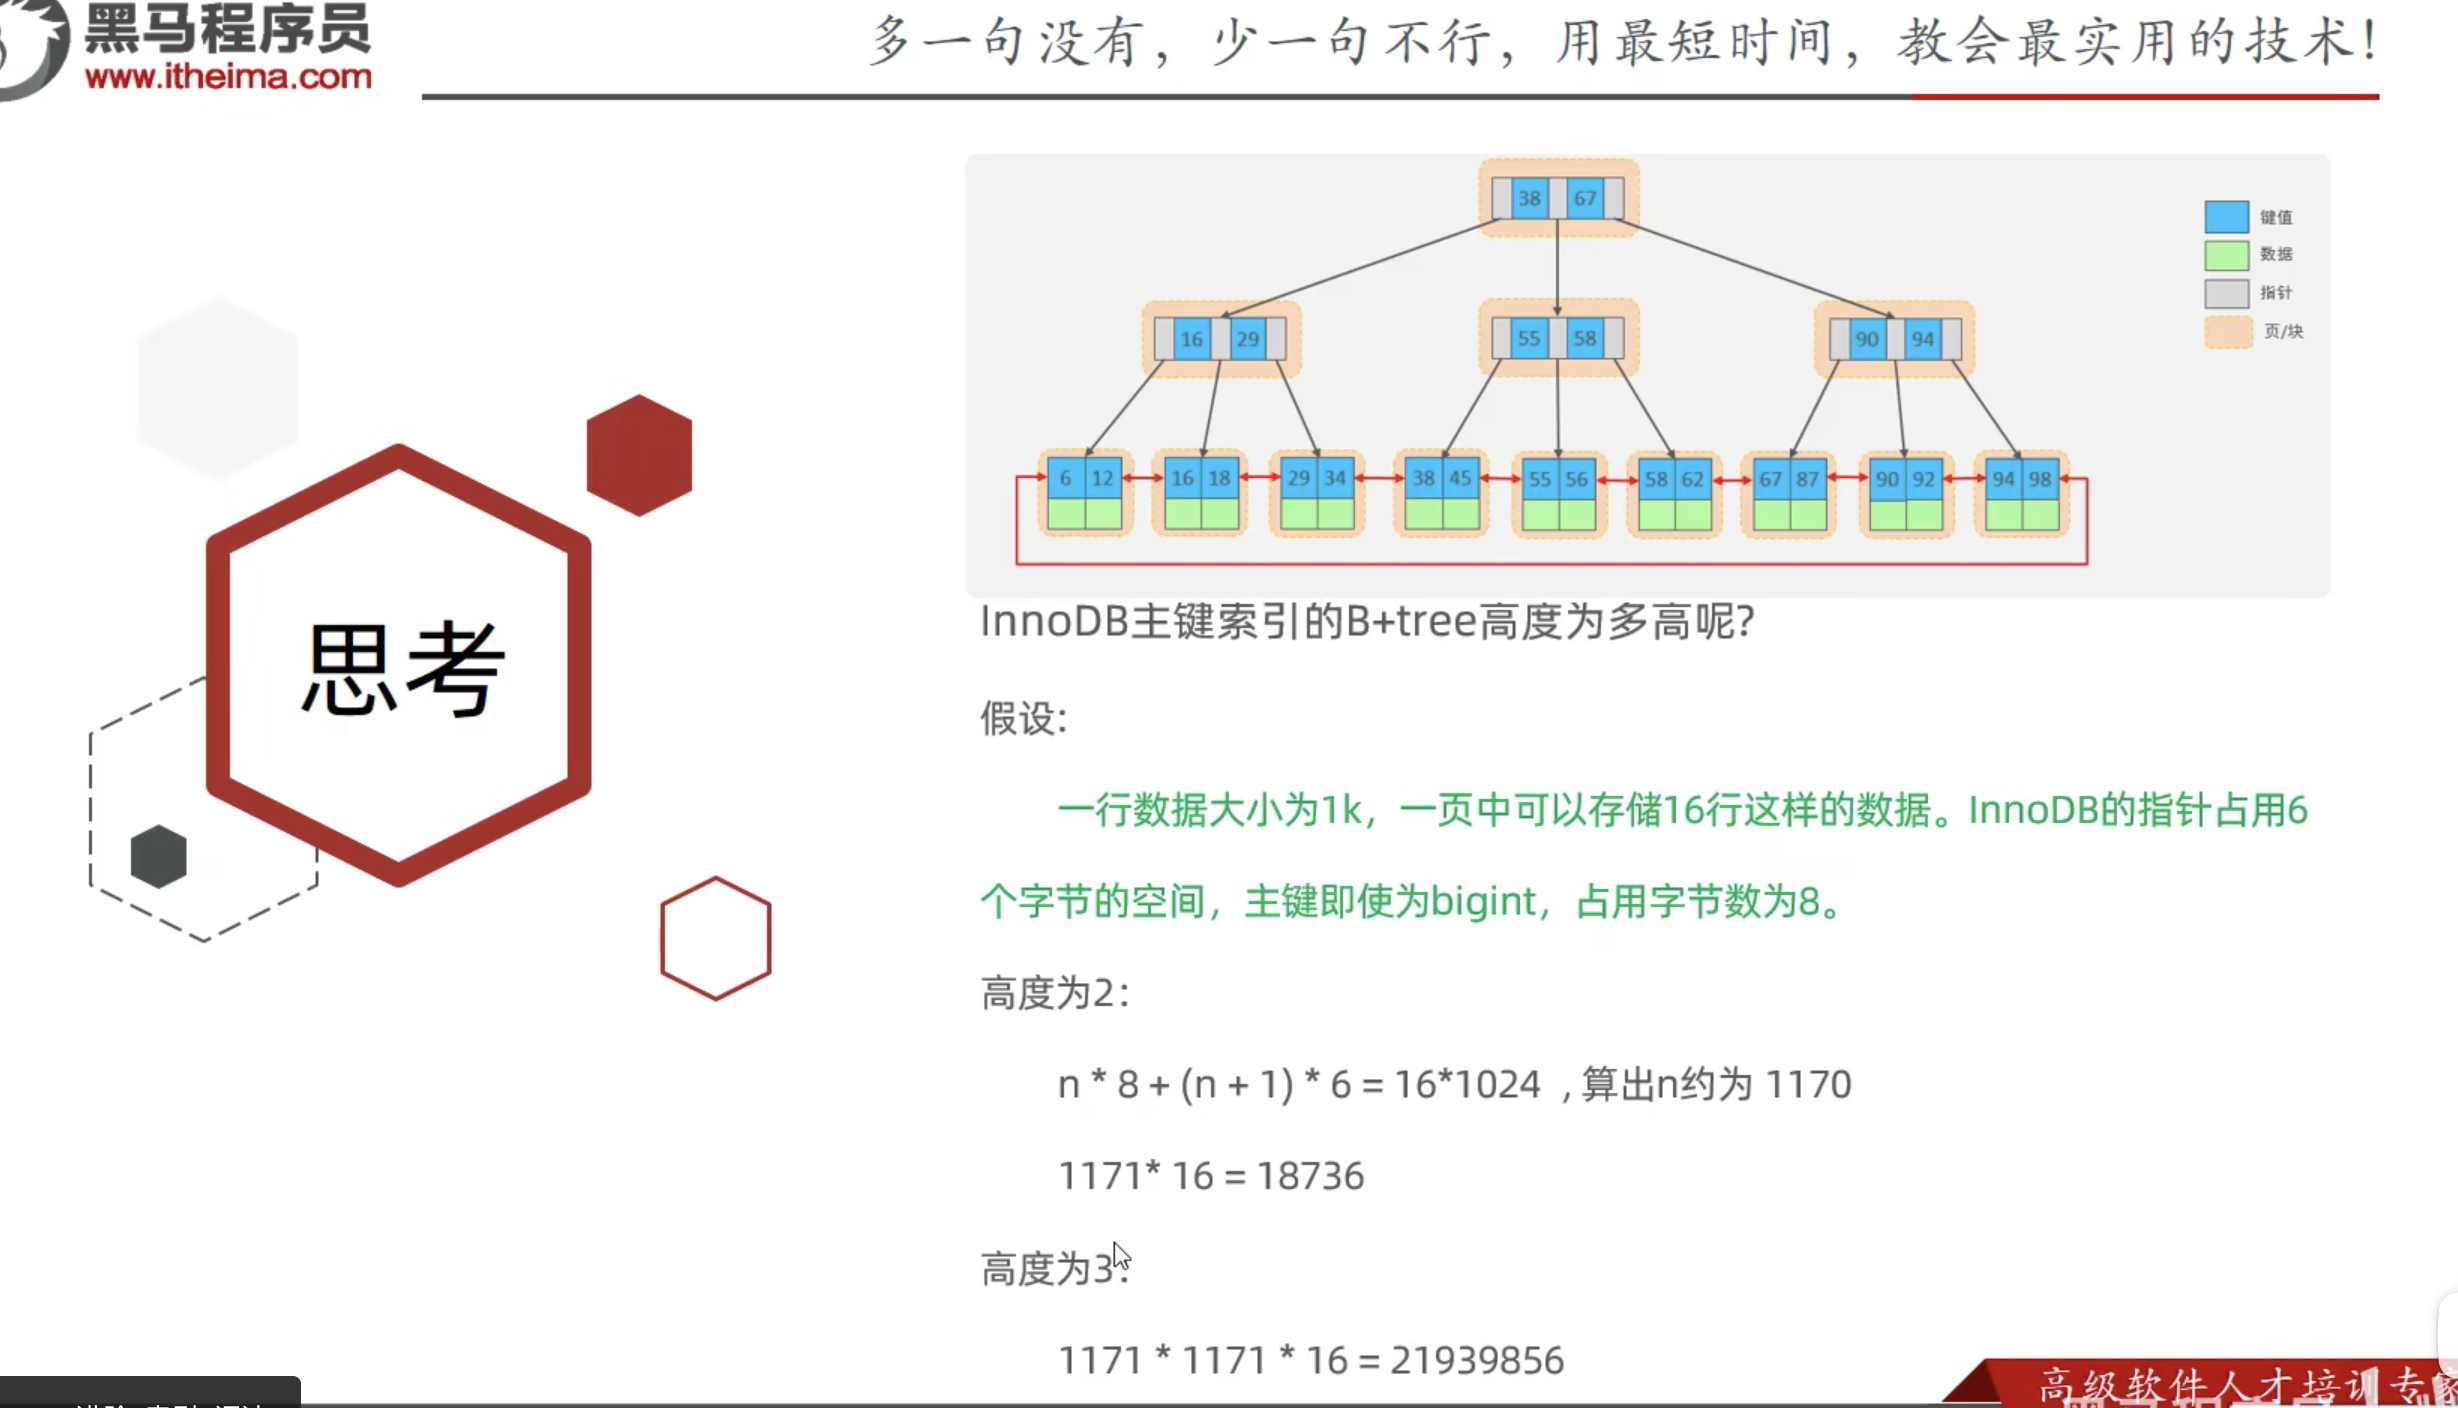 黑马程序员
www.itheima.com
多一句没有，少一句不行，用最短时间，教会最实用的技术！
38 67
键值
数据
指针
页/块
16 29
55 58
90 94
6 12
16 18
29 34
38 45
55 56
58 62
67 87
90 92
94 98
思考
InnoDB主键索引的B+tree高度为多高呢?
假设:
一行数据大小为1k，一页中可以存储16行这样的数据。InnoDB的指针占用6
个字节的空间，主键即使为bigint，占用字节数为8。
高度为2：
n * 8 + (n + 1) * 6 = 16*1024 , 算出n约为 1170
1171* 16 = 18736
高度为3：
1171 * 1171 * 16 = 21939856
高级软件人才培训专家